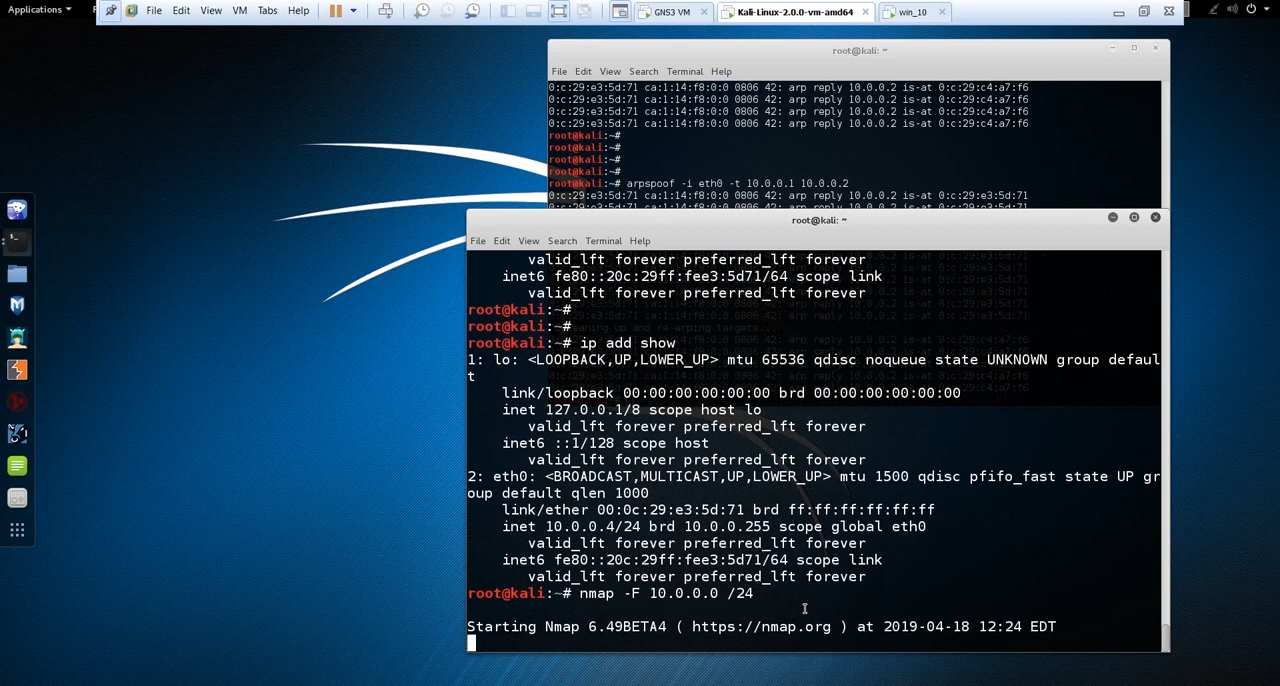 Applications
File Edit View VM Tabs Help
GNS3 VM
Kali-Linux-2.0.0-vm-amd64
win_10
root@kali: ~
File Edit View Search Terminal Help
0:c:29:e3:5d:71 ca:1:14:f8:0:0 0806 42: arp reply 10.0.0.2 is-at 0:c:29:c4:a7:f6
0:c:29:e3:5d:71 ca:1:14:f8:0:0 0806 42: arp reply 10.0.0.2 is-at 0:c:29:c4:a7:f6
0:c:29:e3:5d:71 ca:1:14:f8:0:0 0806 42: arp reply 10.0.0.2 is-at 0:c:29:c4:a7:f6
0:c:29:e3:5d:71 ca:1:14:f8:0:0 0806 42: arp reply 10.0.0.2 is-at 0:c:29:c4:a7:f6
root@kali:~#
root@kali:~#
root@kali:~#
root@kali:~#
root@kali:~# arpspoof -i eth0 -t 10.0.0.1 10.0.0.2
0:c:29:e3:5d:71 ca:1:14:f8:0:0 0806 42: arp reply 10.0.0.2 is-at 0:c:29:e3:5d:71
root@kali: ~
File Edit View Search Terminal Help
valid_lft forever preferred_lft forever
inet6 fe80::20c:29ff:fee3:5d71/64 scope link
valid_lft forever preferred_lft forever
root@kali:~#
root@kali:~#
root@kali:~# ip add show
1: lo: <LOOPBACK,UP,LOWER_UP> mtu 65536 qdisc noqueue state UNKNOWN group defaul
t
link/loopback 00:00:00:00:00:00 brd 00:00:00:00:00:00
inet 127.0.0.1/8 scope host lo
valid_lft forever preferred_lft forever
inet6 ::1/128 scope host
valid_lft forever preferred_lft forever
2: eth0: <BROADCAST,MULTICAST,UP,LOWER_UP> mtu 1500 qdisc pfifo_fast state UP gr
oup default qlen 1000
link/ether 00:0c:29:e3:5d:71 brd ff:ff:ff:ff:ff:ff
inet 10.0.0.4/24 brd 10.0.0.255 scope global eth0
valid_lft forever preferred_lft forever
inet6 fe80::20c:29ff:fee3:5d71/64 scope link
valid_lft forever preferred_lft forever
root@kali:~# nmap -F 10.0.0.0 /24
Starting Nmap 6.49BETA4 ( https://nmap.org ) at 2019-04-18 12:24 EDT